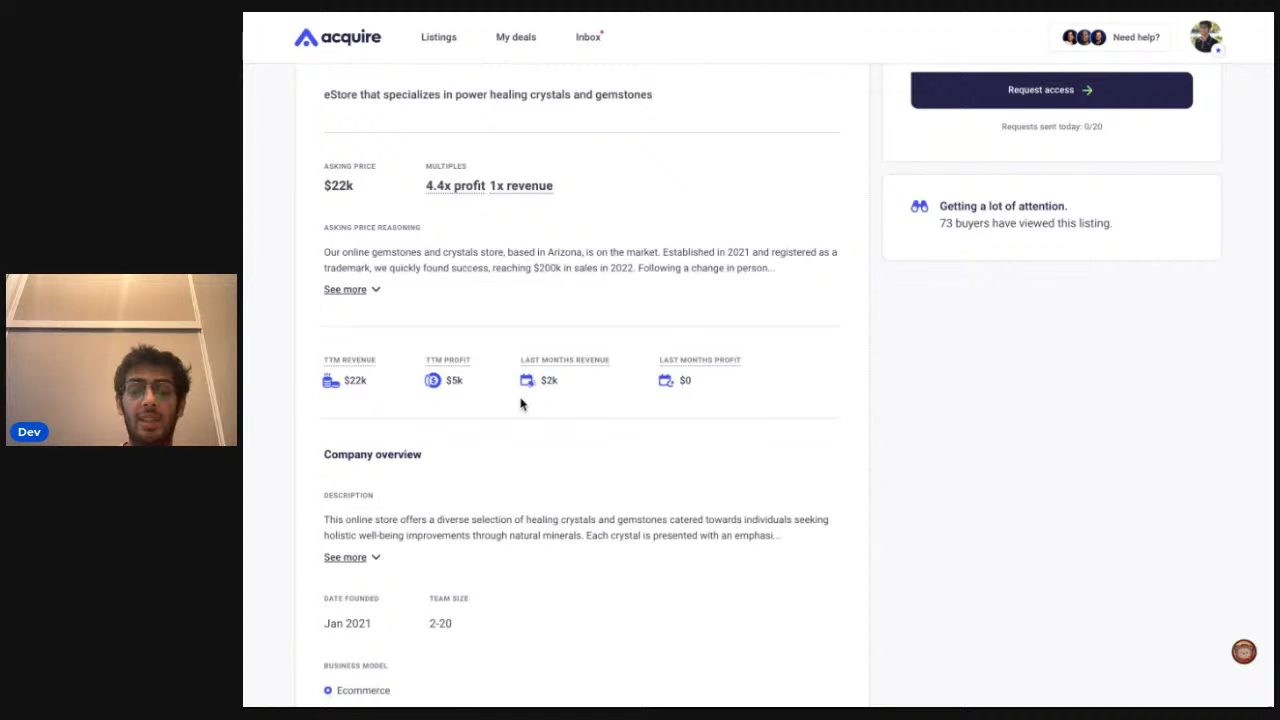 acquire
Listings
My deals
Inbox
Need help?
eStore that specializes in power healing crystals and gemstones
Request access
Requests sent today: 0/20
ASKING PRICE
MULTIPLES
$22k
4.4x profit 1x revenue
Getting a lot of attention.
73 buyers have viewed this listing.
ASKING PRICE REASONING
Our online gemstones and crystals store, based in Arizona, is on the market. Established in 2021 and registered as a
trademark, we quickly found success, reaching $200k in sales in 2022. Following a change in person...
See more
TTM REVENUE
TTM PROFIT
LAST MONTHS REVENUE
LAST MONTHS PROFIT
$22k
$5k
$2k
$0
Dev
Company overview
DESCRIPTION
This online store offers a diverse selection of healing crystals and gemstones catered towards individuals seeking
holistic well-being improvements through natural minerals. Each crystal is presented with an emphasi...
See more
DATE FOUNDED
TEAM SIZE
Jan 2021
2-20
BUSINESS MODEL
Ecommerce